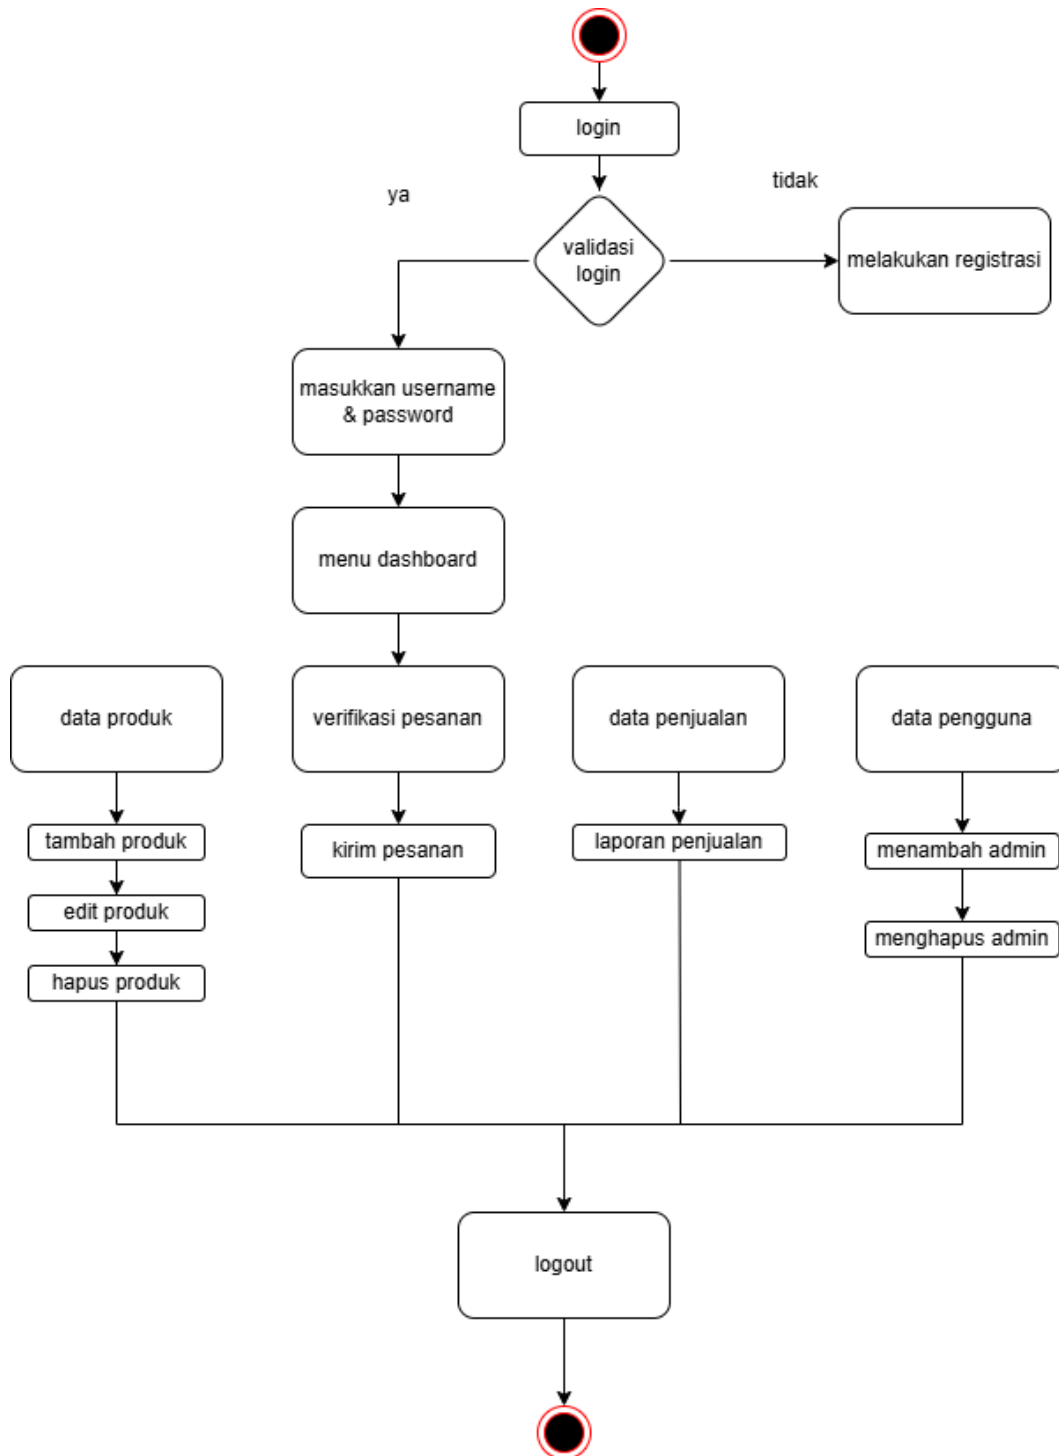 login
ya
tidak
validasi
login
melakukan registrasi
masukkan username
& password
menu dashboard
data produk
verifikasi pesanan
data penjualan
data pengguna
tambah produk
kirim pesanan
laporan penjualan
menambah admin
edit produk
menghapus admin
hapus produk
logout